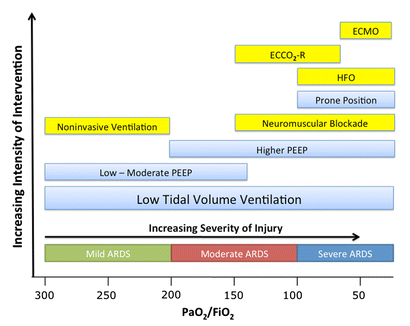 Increasing Intensity of Intervention
ECMO
ECCO₂-R
HFO
Prone Position
Noninvasive Ventilation
Neuromuscular Blockade
Higher PEEP
Low – Moderate PEEP
Low Tidal Volume Ventilation
Increasing Severity of Injury
Mild ARDS
Moderate ARDS
Severe ARDS
300 250 200 150 100 50
PaO₂/FiO₂